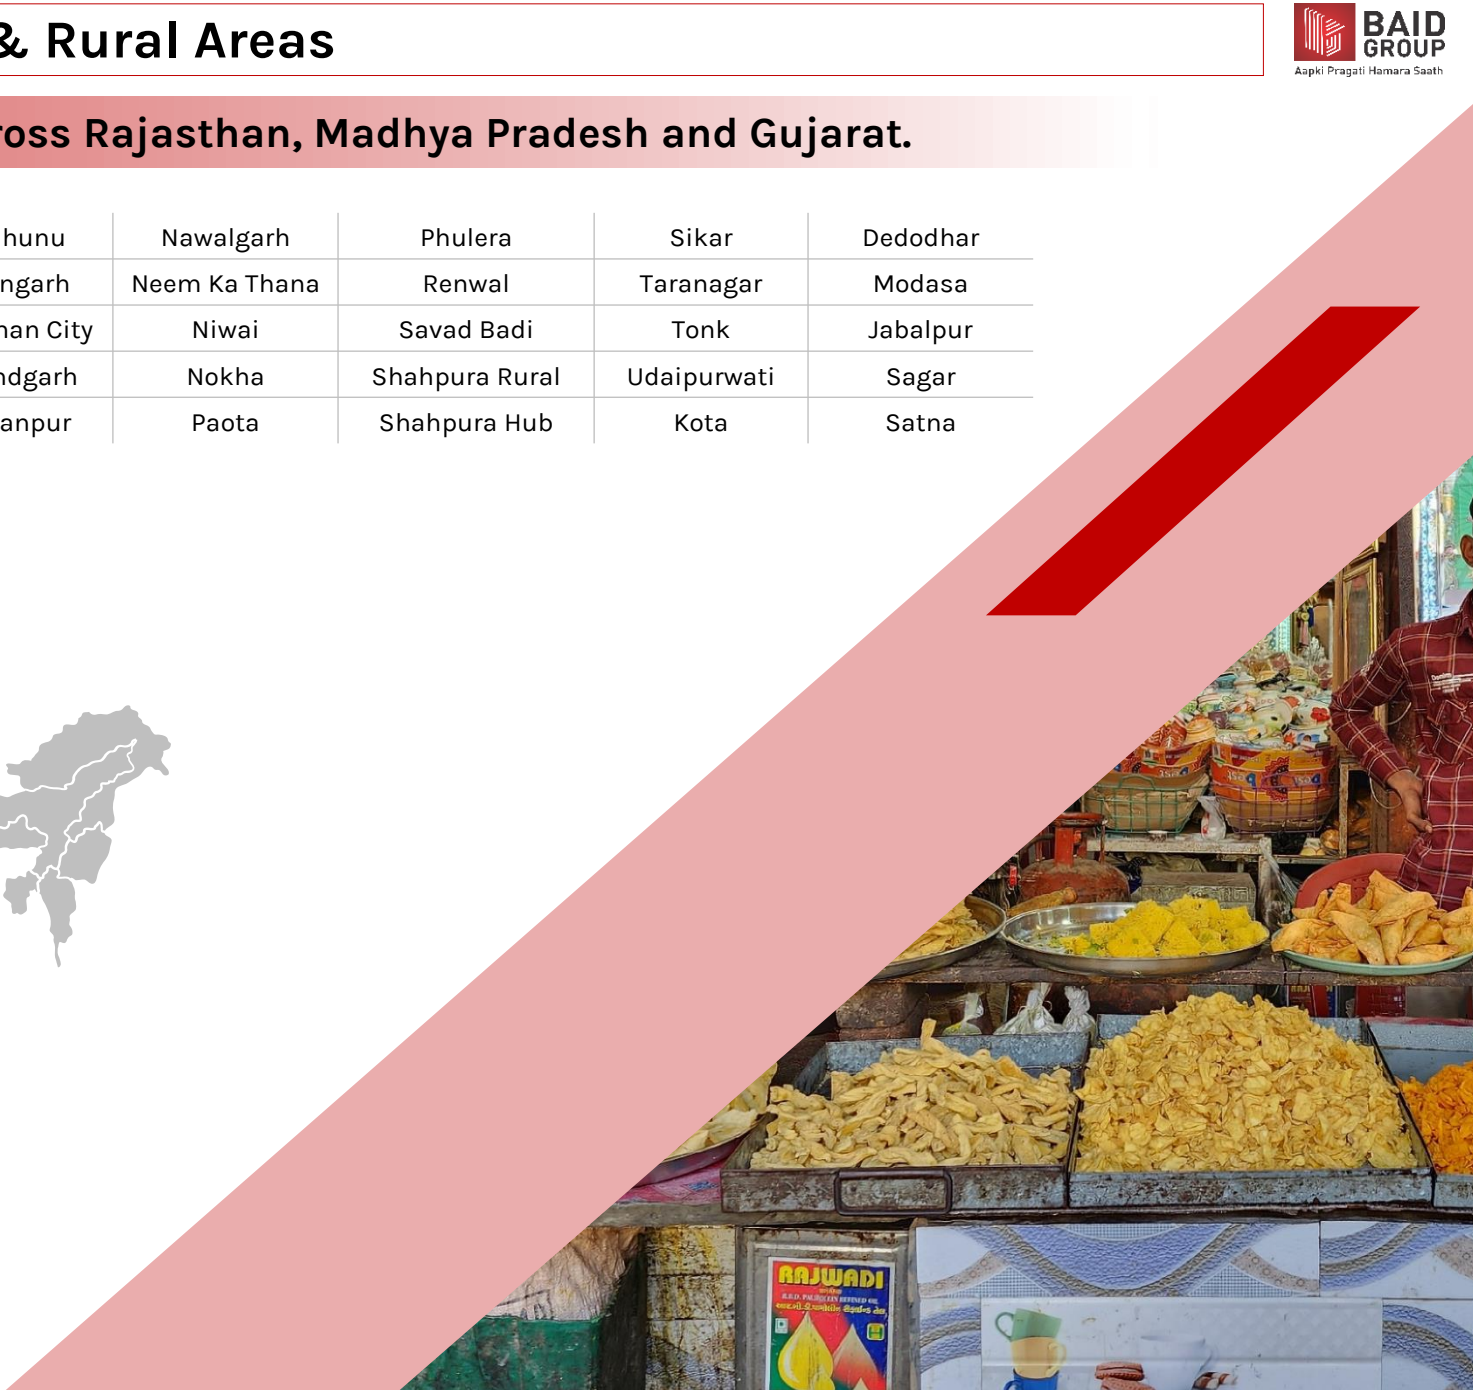 & Rural Areas
BAID
GROUP
Aapki Pragati Hamara Saath
ross Rajasthan, Madhya Pradesh and Gujarat.
hunu Nawalgarh Phulera Sikar Dedodhar
ngarh Neem Ka Thana Renwal Taranagar Modasa
han City Niwai Savad Badi Tonk Jabalpur
ndgarh Nokha Shahpura Rural Udaipurwati Sagar
anpur Paota Shahpura Hub Kota Satna
RAJWADI